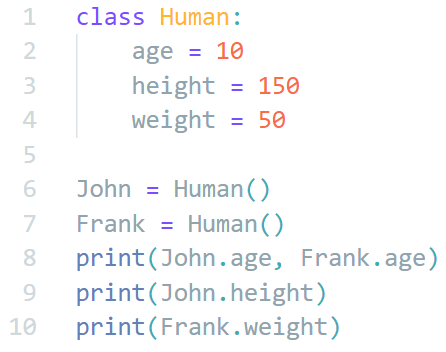 1 class Human:
2     age = 10
3     height = 150
4     weight = 50
5
6 John = Human()
7 Frank = Human()
8 print(John.age, Frank.age)
9 print(John.height)
10 print(Frank.weight)